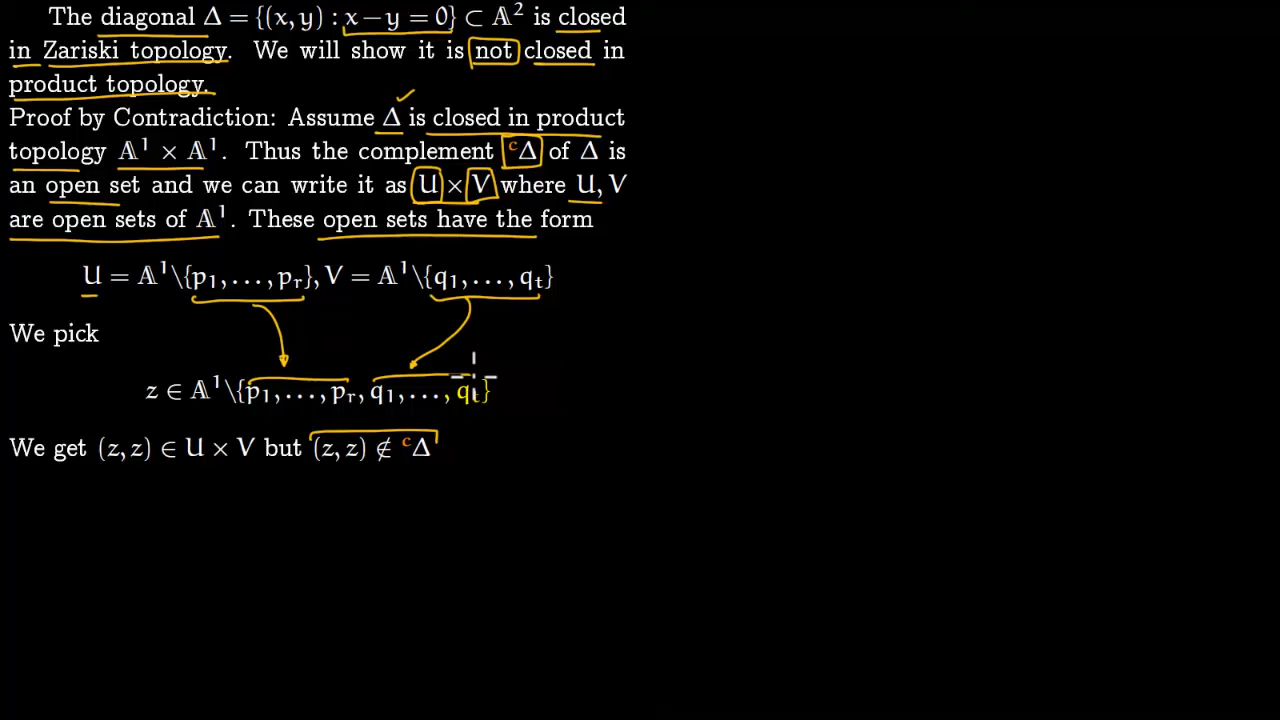 The diagonal Δ = {(x, y) : x − y = 0} ⊂ 𝔸² is closed
in Zariski topology. We will show it is not closed in
product topology.
Proof by Contradiction: Assume Δ is closed in product
topology 𝔸¹ × 𝔸¹. Thus the complement ᶜΔ of Δ is
an open set and we can write it as U × V where U, V
are open sets of 𝔸¹. These open sets have the form
U = 𝔸¹\{p₁, …, pᵣ}, V = 𝔸¹\{q₁, …, qₜ}
We pick
z ∈ 𝔸¹\{p₁, …, pᵣ, q₁, …, qₜ}
We get (z, z) ∈ U × V but (z, z) ∉ ᶜΔ